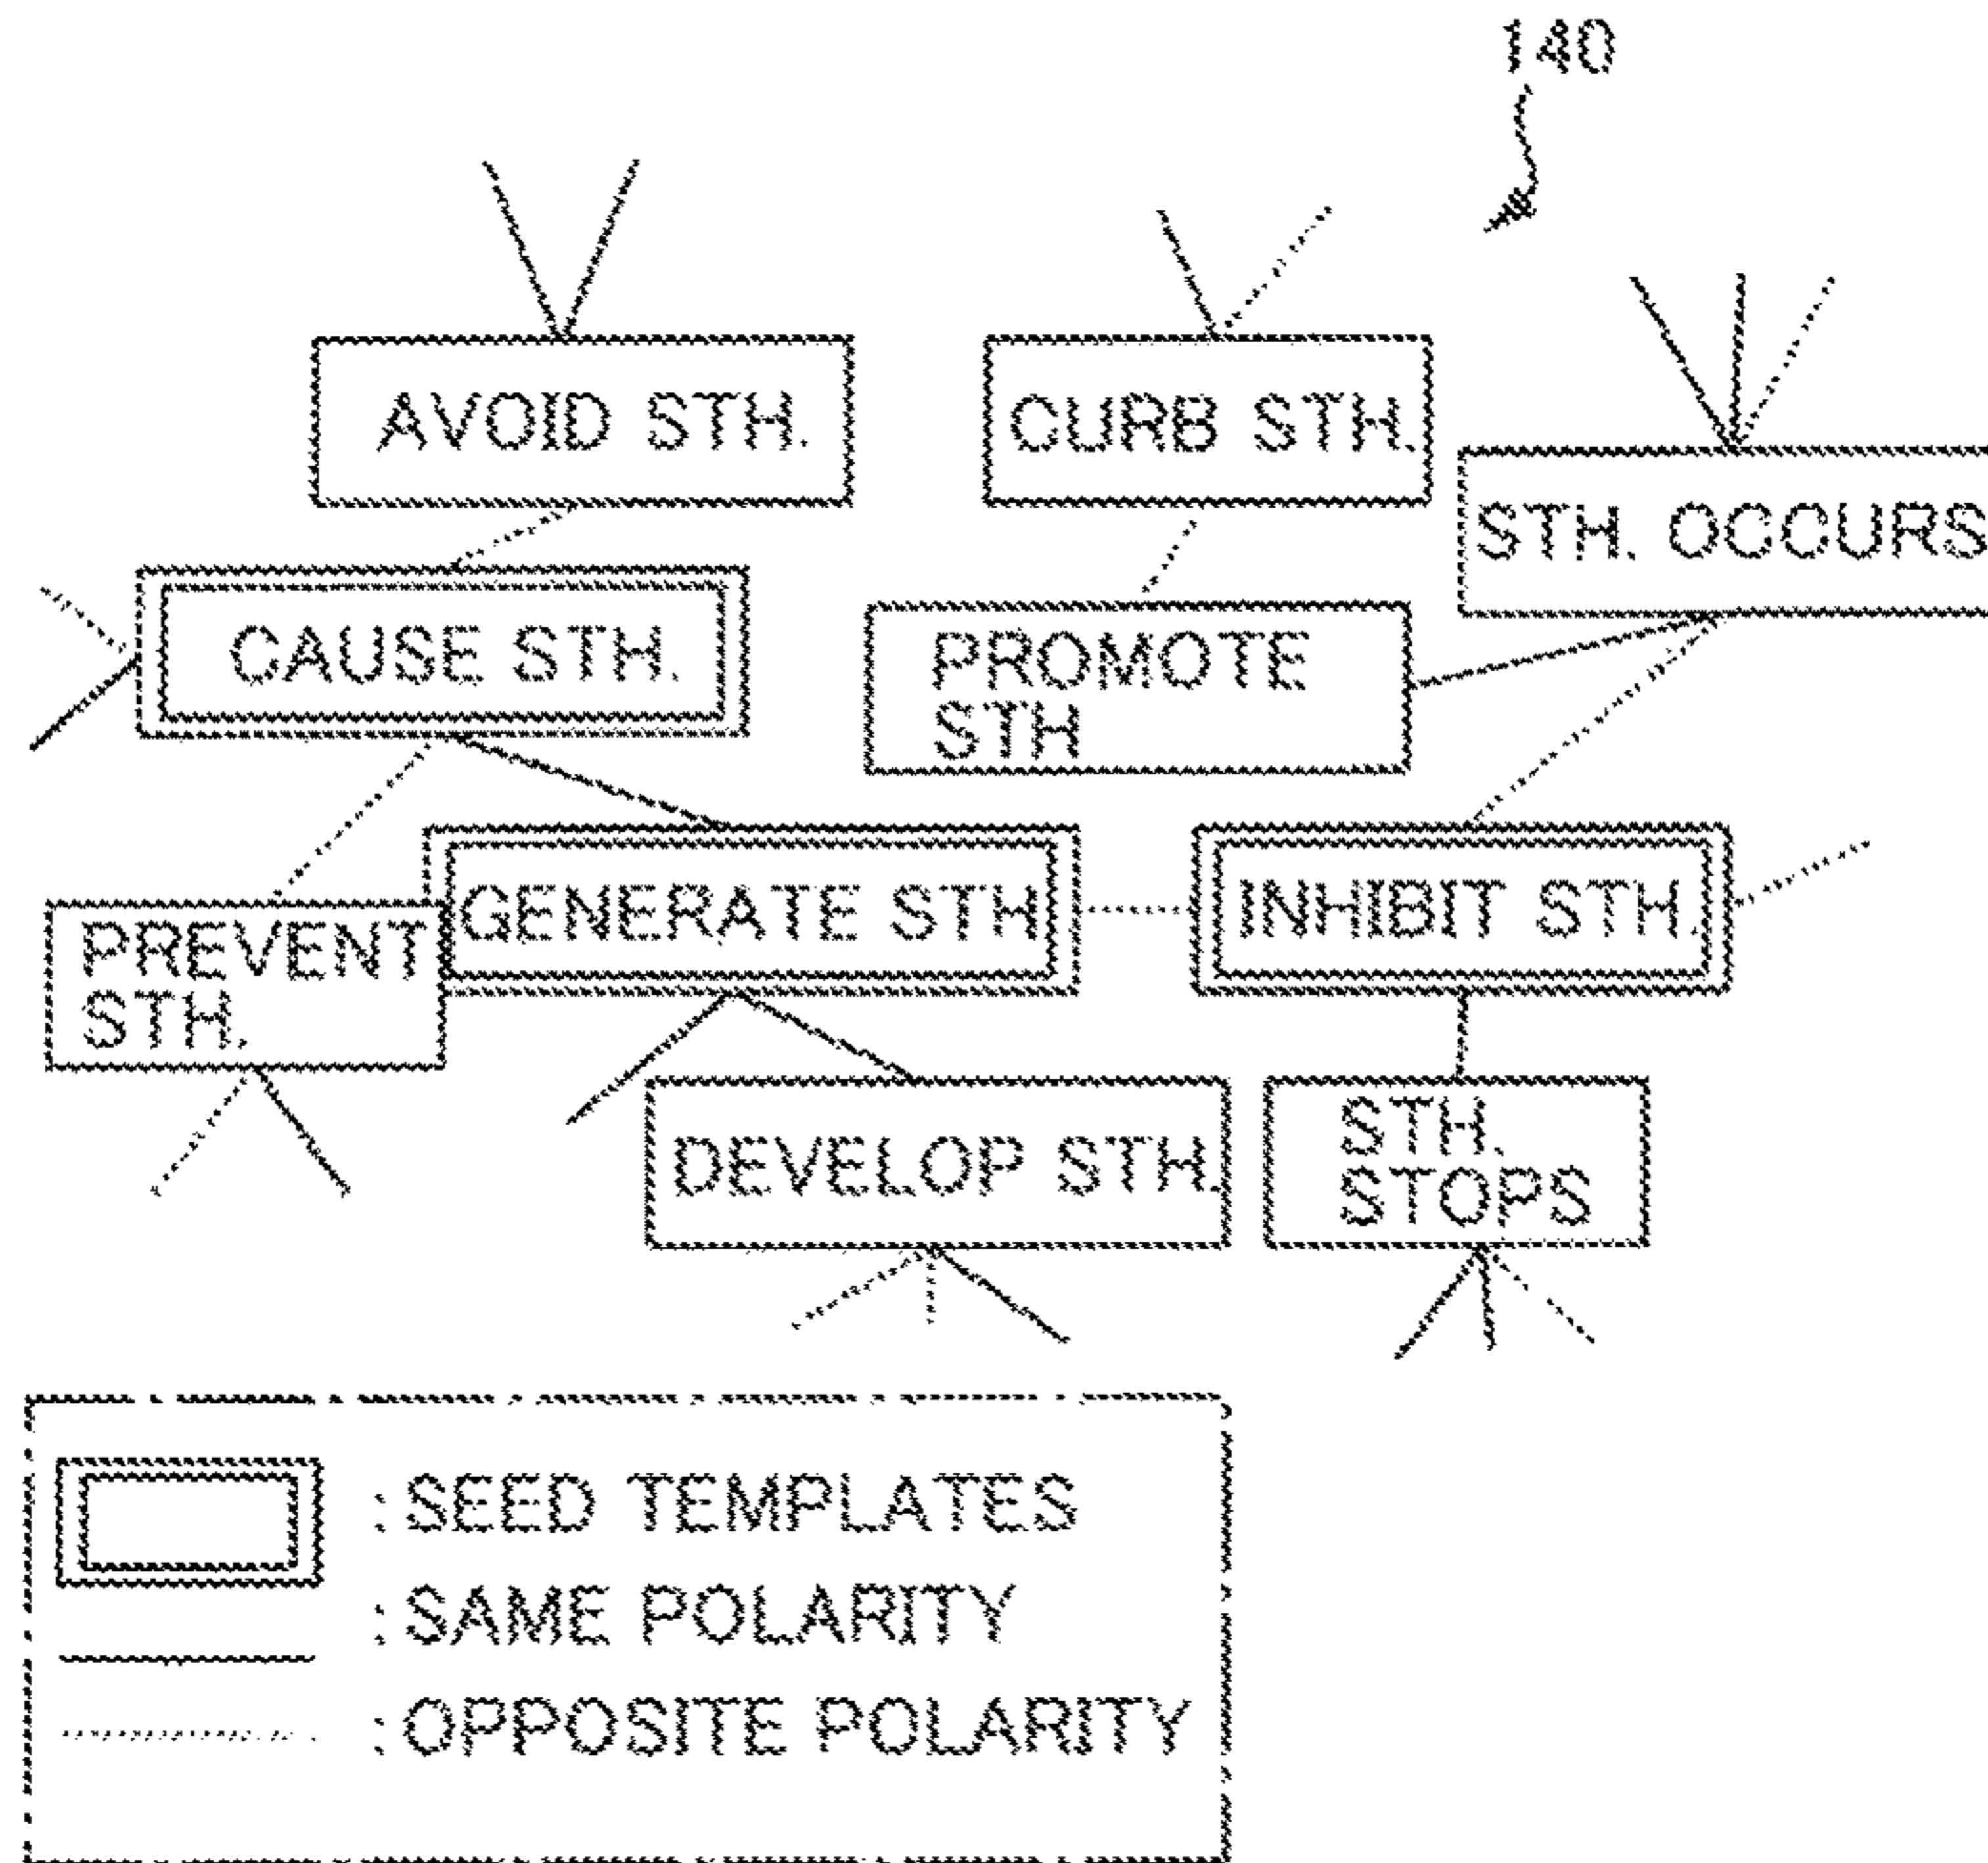 140
AVOID STH.
CURB STH.
STH. OCCURS
CAUSE STH.
PROMOTE
STH
GENERATE STH
INHIBIT STH.
PREVENT
STH.
DEVELOP STH.
STH.
STOPS
: SEED TEMPLATES
: SAME POLARITY
: OPPOSITE POLARITY